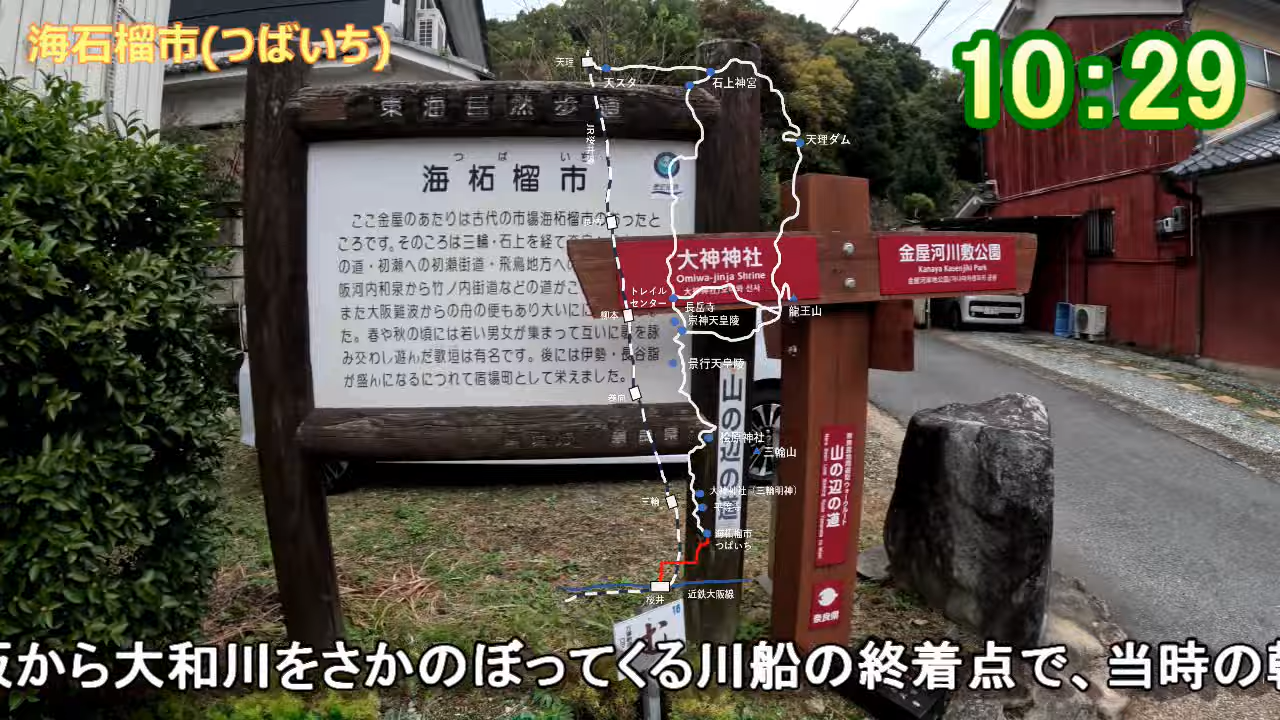 海石榴市(つばいち)
10:29
東海自然歩道
つばいち
海柘榴市
ここ金屋のあたりは古代の市場海柘榴市のあったと
ころです。そのころは三輪・石上を経て
の道・初瀬への初瀬街道・飛鳥地方へ
阪河内和泉から竹ノ内街道などの道がこ
また大阪難波からの舟の便もあり大いに
た。春や秋の頃には若い男女が集まって互いに歌を詠
み交わし遊んだ歌垣は有名です。後には伊勢・長谷詣
が盛んになるにつれて宿場町として栄えました。
大神神社
Omiwa-jinja Shrine
金屋河川敷公園
Kanaya Kasenjiki Park
山の辺の道
山の辺の道
奈良県
天理
天スタ
石上神宮
JR桜井線
天理ダム
トレイル
センター
長岳寺
崇神天皇陵
龍王山
柳本
景行天皇陵
巻向
桧原神社
三輪山
大神神社（三輪明神）
三輪
海石榴市
つばいち
桜井
近鉄大阪線
16
阪から大和川をさかのぼってくる川船の終着点で、当時の